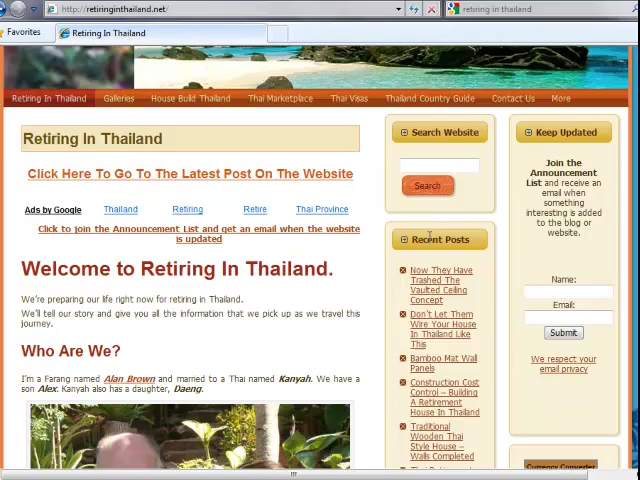 http://retiringinthailand.net/
retiring in thailand
Favorites
Retiring In Thailand
Retiring In Thailand
Galleries
House Build Thailand
Thai Marketplace
Thai Visas
Thailand Country Guide
Contact Us
More
Retiring In Thailand
Click Here To Go To The Latest Post On The Website
Ads by Google
Thailand
Retiring
Retire
Thai Province
Click to join the Announcement List and get an email when the website
is updated
Welcome to Retiring In Thailand.
We're preparing our life right now for retiring in Thailand.
We'll tell our story and give you all the information that we pick up as we travel this
journey.
Who Are We?
I'm a Farang named Alan Brown and married to a Thai named Kanyah. We have a
son Alex. Kanyah also has a daughter, Daeng.
Search Website
Search
Recent Posts
Now They Have
Trashed The
Vaulted Ceiling
Concept
Don't Let Them
Wire Your House
In Thailand Like
This
Bamboo Mat Wall
Panels
Construction Cost
Control – Building
A Retirement
House In Thailand
Traditional
Wooden Thai
Style House –
Walls Completed
Keep Updated
Join the
Announcement
List and receive an
email when
something
interesting is added
to the blog or
website.
Name:
Email:
Submit
We respect your
email privacy
Currency Converter